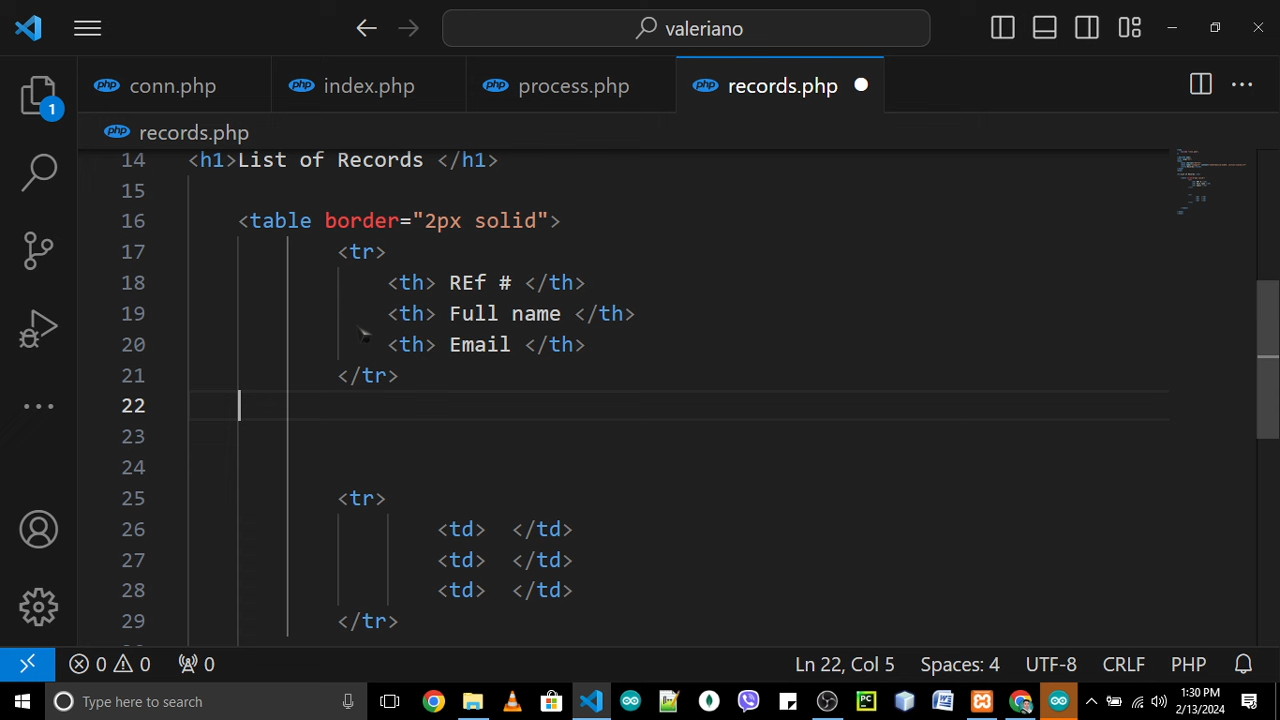 valeriano
conn.php
index.php
process.php
records.php
records.php
14 <h1>List of Records </h1>
15
16 <table border="2px solid">
17 <tr>
18 <th> REf # </th>
19 <th> Full name </th>
20 <th> Email </th>
21 </tr>
22
23
24
25 <tr>
26 <td>  </td>
27 <td>  </td>
28 <td>  </td>
29 </tr>
1
0 0 0 Ln 22, Col 5 Spaces: 4 UTF-8 CRLF PHP
Type here to search
1:30 PM
2/13/2024